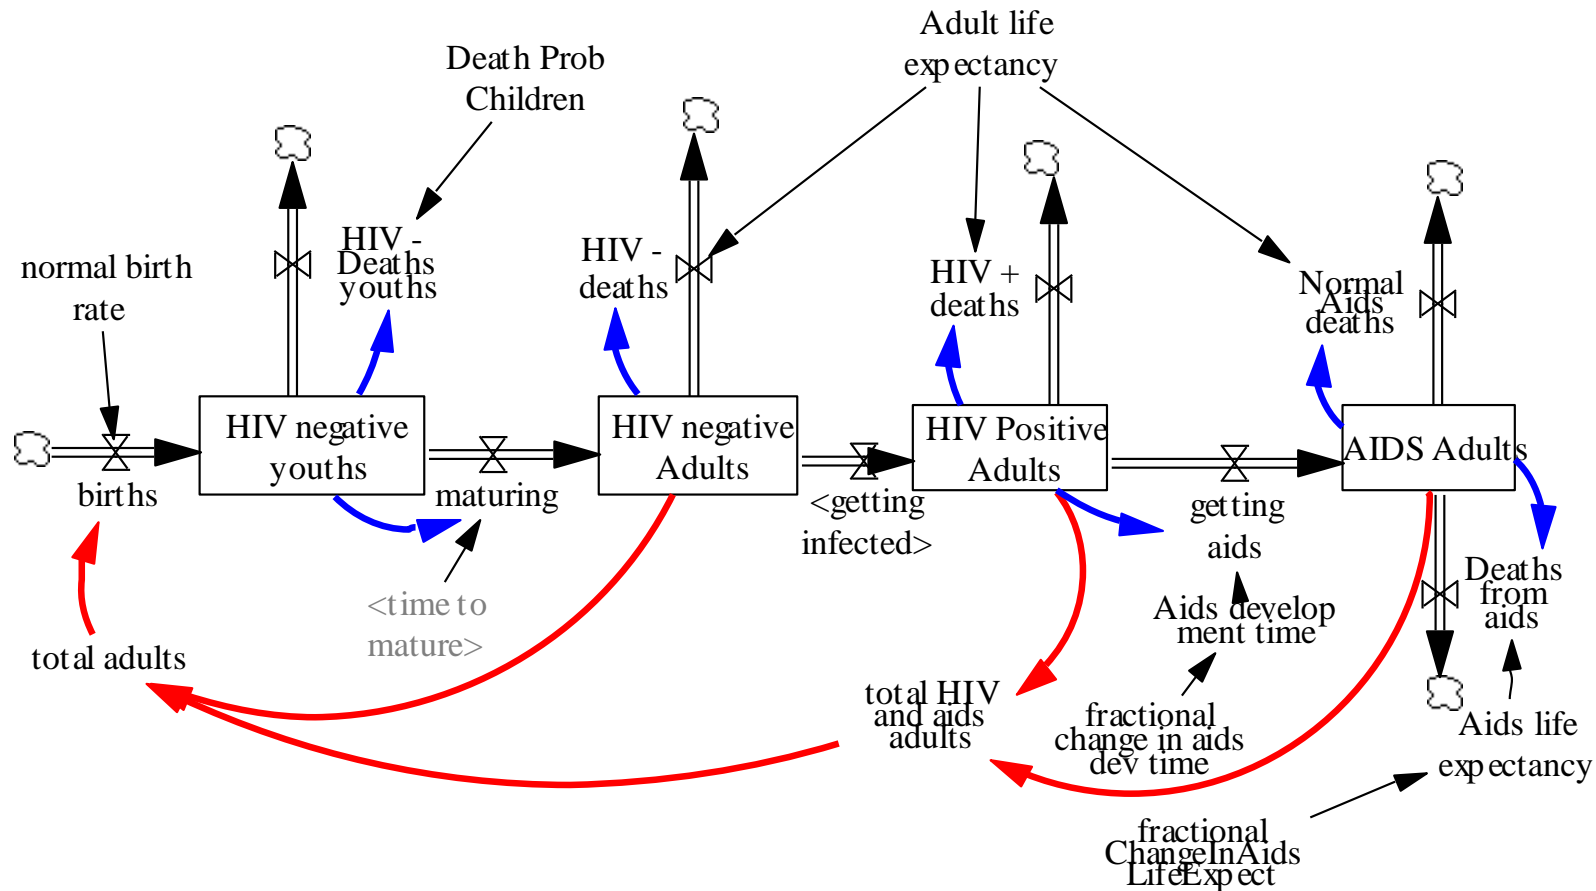 Adult life
expectancy
Death Prob
Children
HIV -
Deaths
youths
HIV -
deaths
HIV +
deaths
Normal
Aids
deaths
normal birth
rate
HIV negative
youths
HIV negative
Adults
HIV Positive
Adults
AIDS Adults
births
maturing
<getting
infected>
getting
aids
Deaths
from
aids
<time to
mature>
Aids develop
ment time
total adults
total HIV
and aids
adults
fractional
change in aids
dev time
Aids life
expectancy
fractional
ChangeInAids
LifeExpect